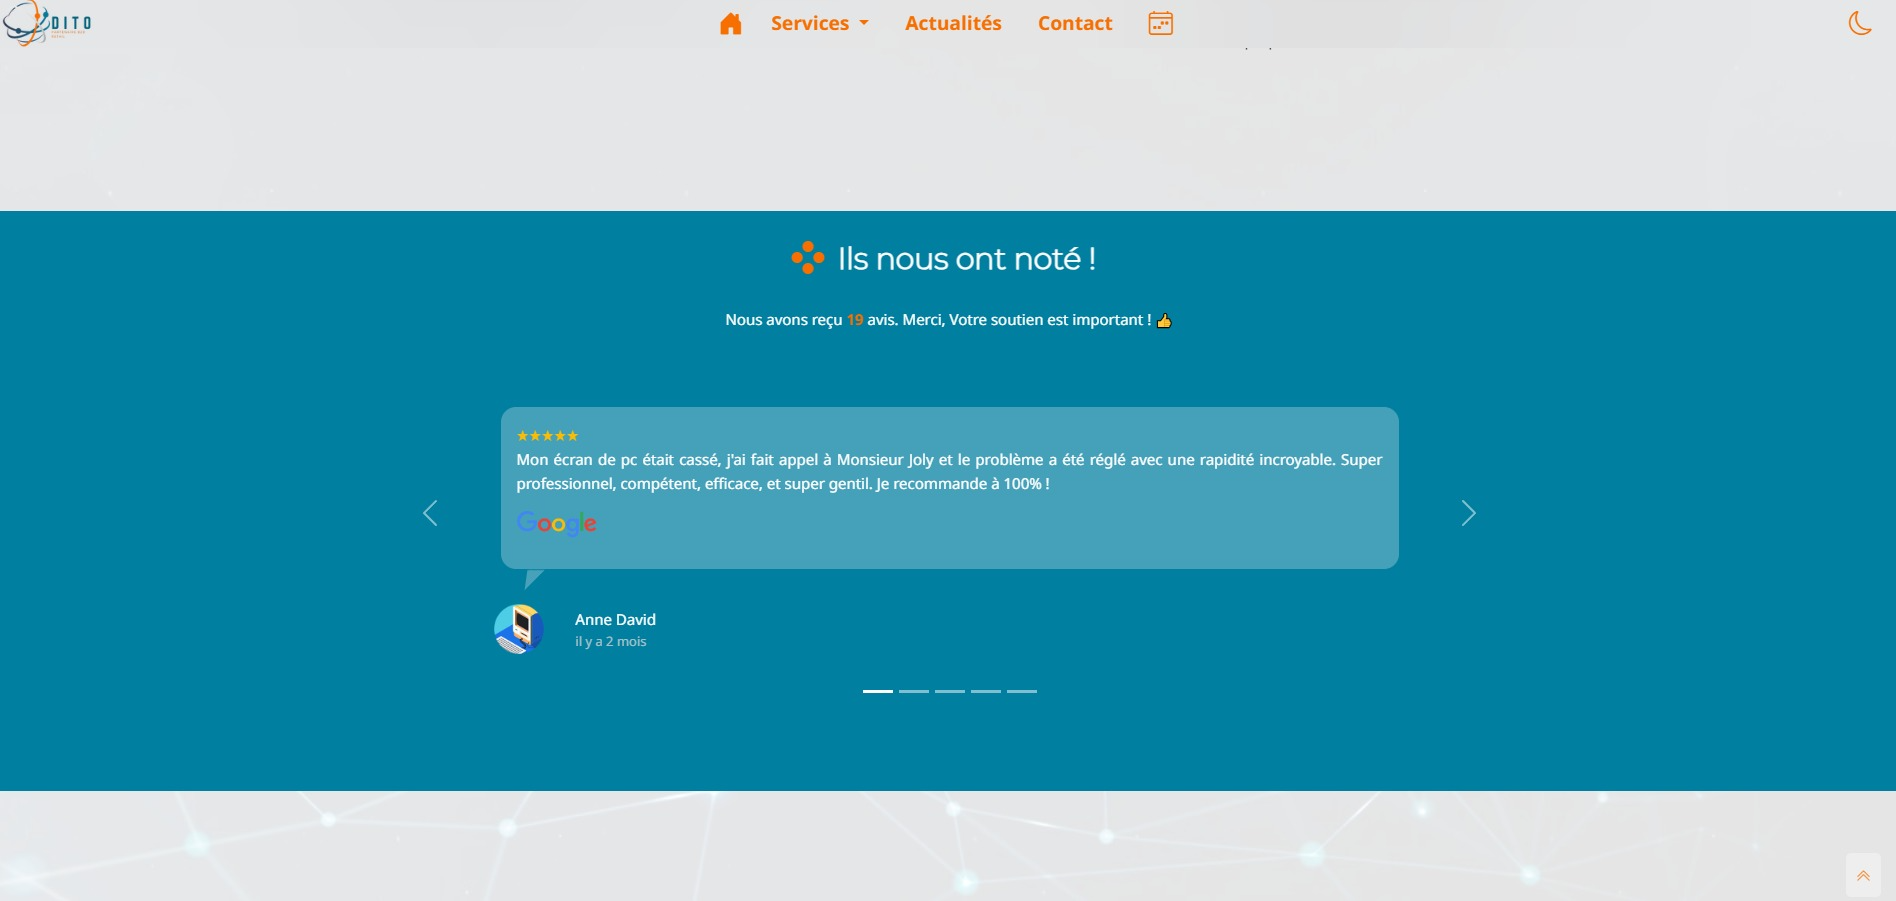 DITO
Services
Actualités
Contact
Ils nous ont noté !
Nous avons reçu 19 avis. Merci, Votre soutien est important ! 👍
★★★★★
Mon écran de pc était cassé, j'ai fait appel à Monsieur Joly et le problème a été réglé avec une rapidité incroyable. Super
professionnel, compétent, efficace, et super gentil. Je recommande à 100% !
Google
Anne David
il y a 2 mois